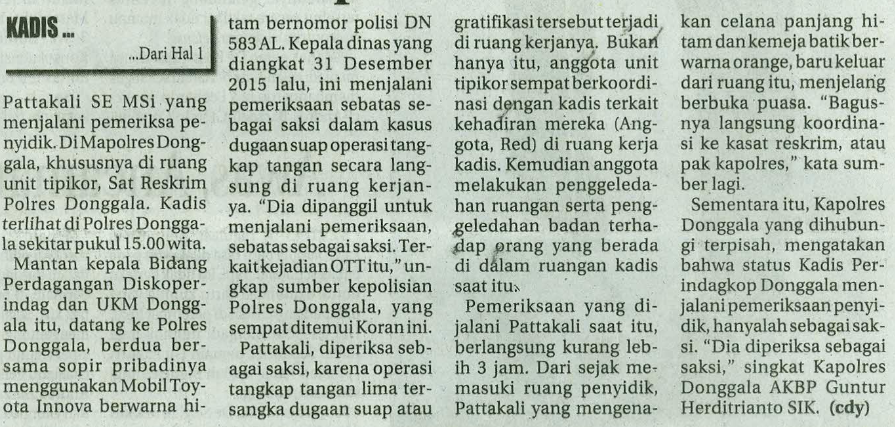 KADIS ...
...Dari Hal 1
Pattakali SE MSi yang
menjalani pemeriksa pe-
nyidik. Di Mapolres Dong-
gala, khususnya di ruang
unit tipikor, Sat Reskrim
Polres Donggala. Kadis
terlihat di Polres Dongga-
la sekitar pukul 15.00 wita.
Mantan kepala Bidang
Perdagangan Diskoper-
indag dan UKM Dongg-
ala itu, datang ke Polres
Donggala, berdua ber-
sama sopir pribadinya
menggunakan Mobil Toy-
ota Innova berwarna hi-
tam bernomor polisi DN
583 AL. Kepala dinas yang
diangkat 31 Desember
2015 lalu, ini menjalani
pemeriksaan sebatas se-
bagai saksi dalam kasus
dugaan suap operasi tang-
kap tangan secara lang-
sung di ruang kerjan-
ya. “Dia dipanggil untuk
menjalani pemeriksaan,
sebatas sebagai saksi. Ter-
kait kejadian OTT itu,” un-
gkap sumber kepolisian
Polres Donggala, yang
sempat ditemui Koran ini.
Pattakali, diperiksa seb-
agai saksi, karena operasi
tangkap tangan lima ter-
sangka dugaan suap atau
gratifikasi tersebut terjadi
di ruang kerjanya. Bukan
hanya itu, anggota unit
tipikor sempat berkoordi-
nasi dengan kadis terkait
kehadiran mereka (Ang-
gota, Red) di ruang kerja
kadis. Kemudian anggota
melakukan penggeleda-
han ruangan serta peng-
geledahan badan terha-
dap orang yang berada
di dalam ruangan kadis
saat itu.
Pemeriksaan yang di-
jalani Pattakali saat itu,
berlangsung kurang leb-
ih 3 jam. Dari sejak me-
masuki ruang penyidik,
Pattakali yang mengena-
kan celana panjang hi-
tam dan kemeja batik ber-
warna orange, baru keluar
dari ruang itu, menjelang
berbuka puasa. “Bagus-
nya langsung koordina-
si ke kasat reskrim, atau
pak kapolres,” kata sum-
ber lagi.
Sementara itu, Kapolres
Donggala yang dihubun-
gi terpisah, mengatakan
bahwa status Kadis Per-
indagkop Donggala men-
jalani pemeriksaan penyi-
dik, hanyalah sebagai sak-
si. “Dia diperiksa sebagai
saksi,” singkat Kapolres
Donggala AKBP Guntur
Herditrianto SIK. (cdy)